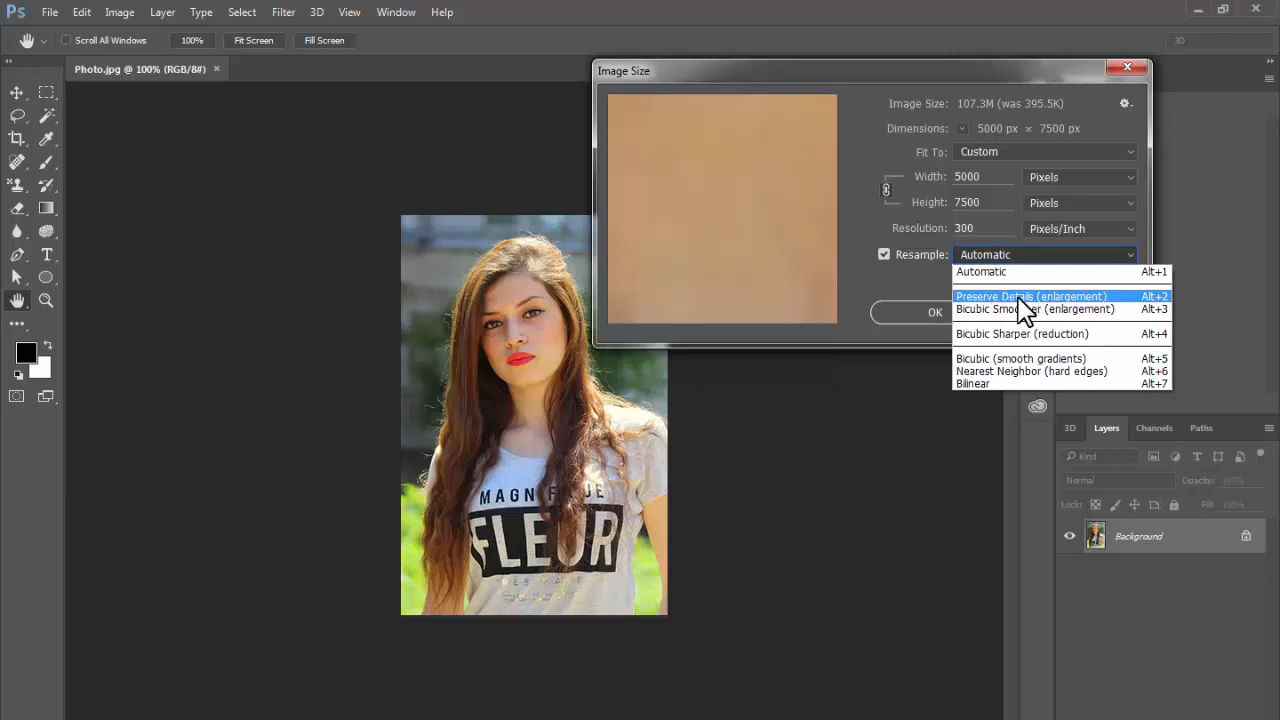 Ps File Edit Image Layer Type Select Filter 3D View Window Help
Scroll All Windows 100% Fit Screen Fill Screen 3D
Photo.jpg @ 100% (RGB/8#) ×
Image Size
Image Size: 107.3M (was 395.5K)
Dimensions: 5000 px × 7500 px
Fit To: Custom
Width: 5000 Pixels
Height: 7500 Pixels
Resolution: 300 Pixels/Inch
Resample: Automatic
Automatic Alt+1
Preserve Details (enlargement) Alt+2
Bicubic Smoother (enlargement) Alt+3
OK
Bicubic Sharper (reduction) Alt+4
Bicubic (smooth gradients) Alt+5
Nearest Neighbor (hard edges) Alt+6
Bilinear Alt+7
3D Layers Channels Paths
Kind
Normal Opacity: 100%
Lock: Fill: 100%
Background
FLEUR